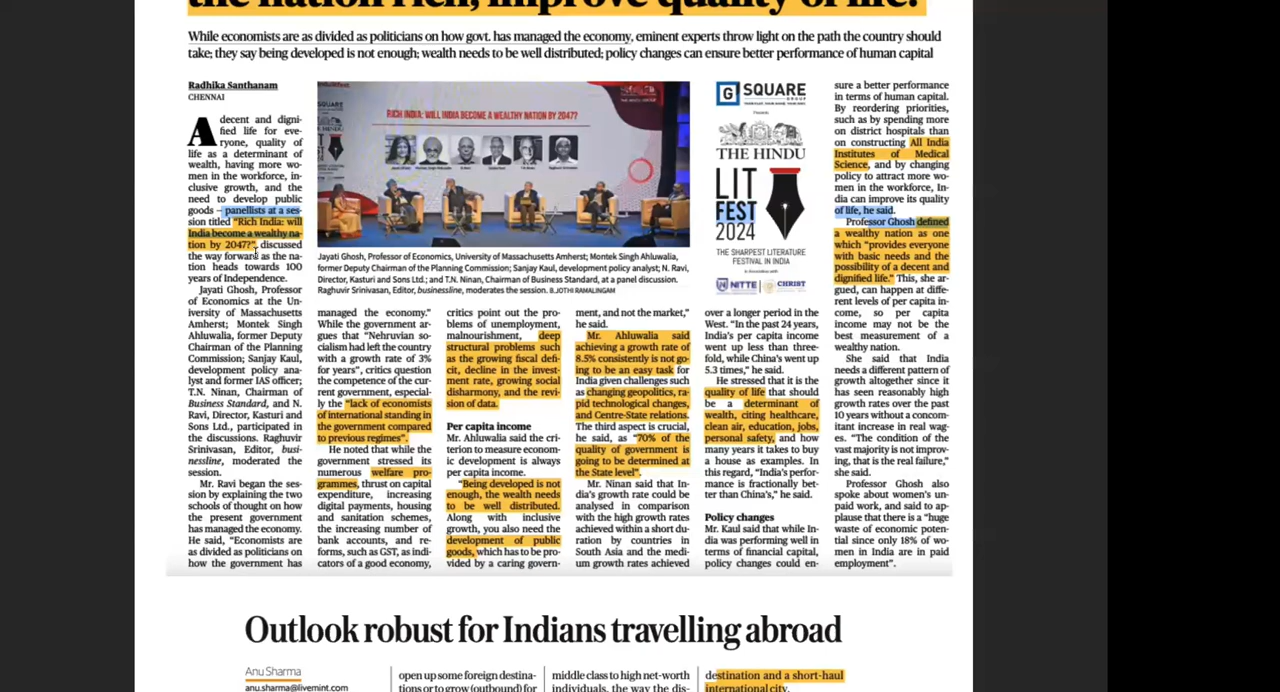 the nation rich, improve quality of life.'
While economists are as divided as politicians on how govt. has managed the economy, eminent experts throw light on the path the country should
take; they say being developed is not enough; wealth needs to be well distributed; policy changes can ensure better performance of human capital
Radhika Santhanam
CHENNAI
A decent and digni-
fied life for eve-
ryone, quality of
life as a determinant of
wealth, having more wo-
men in the workforce, in-
clusive growth, and the
need to develop public
goods – panellists at a ses-
sion titled "Rich India: will
India become a wealthy na-
tion by 2047?", discussed
the way forward as the na-
tion heads towards 100
years of Independence.
Jayati Ghosh, Professor
of Economics at the Un-
iversity of Massachusetts
Amherst; Montek Singh
Ahluwalia, former Deputy
Chairman of the Planning
Commission; Sanjay Kaul,
development policy anal-
yst and former IAS officer;
T.N. Ninan, Chairman of
Business Standard, and N.
Ravi, Director, Kasturi and
Sons Ltd., participated in
the discussions. Raghuvir
Srinivasan, Editor, busi-
nessline, moderated the
session.
Mr. Ravi began the ses-
sion by explaining the two
schools of thought on how
the present government
has managed the economy.
He said, "Economists are
as divided as politicians on
how the government has
RICH INDIA: WILL INDIA BECOME A WEALTHY NATION BY 2047?
Jayati Ghosh, Professor of Economics, University of Massachusetts Amherst; Montek Singh Ahluwalia,
former Deputy Chairman of the Planning Commission; Sanjay Kaul, development policy analyst; N. Ravi,
Director, Kasturi and Sons Ltd.; and T.N. Ninan, Chairman of Business Standard, at a panel discussion.
Raghuvir Srinivasan, Editor, businessline, moderates the session. B. JOTHI RAMALINGAM
managed the economy."
While the government ar-
gues that "Nehruvian so-
cialism had left the country
with a growth rate of 3%
for years", critics question
the competence of the cur-
rent government, especial-
ly the "lack of economists
of international standing in
the government compared
to previous regimes".
He noted that while the
government stressed its
numerous welfare pro-
grammes, thrust on capital
expenditure, increasing
digital payments, housing
and sanitation schemes,
the increasing number of
bank accounts, and re-
forms, such as GST, as indi-
cators of a good economy,
critics point out the pro-
blems of unemployment,
malnourishment, deep
structural problems such
as the growing fiscal defi-
cit, decline in the invest-
ment rate, growing social
disharmony, and the revi-
sion of data.
Per capita income
Mr. Ahluwalia said the cri-
terion to measure econom-
ic development is always
per capita income.
"Being developed is not
enough, the wealth needs
to be well distributed.
Along with inclusive
growth, you also need the
development of public
goods, which has to be pro-
vided by a caring govern-
ment, and not the market,"
he said.
Mr. Ahluwalia said
achieving a growth rate of
8.5% consistently is not go-
ing to be an easy task for
India given challenges such
as changing geopolitics, ra-
pid technological changes,
and Centre-State relations.
The third aspect is crucial,
he said, as "70% of the
quality of government is
going to be determined at
the State level".
Mr. Ninan said that In-
dia's growth rate could be
analysed in comparison
with the high growth rates
achieved within a short du-
ration by countries in
South Asia and the medi-
um growth rates achieved
G SQUARE
GROUP
Presents
THE HINDU
LIT
FEST
2024
THE SHARPEST LITERATURE
FESTIVAL IN INDIA
In Association with
NITTE
CHRIST
over a longer period in the
West. "In the past 24 years,
India's per capita income
went up less than three-
fold, while China's went up
5.3 times," he said.
He stressed that it is the
quality of life that should
be a determinant of
wealth, citing healthcare,
clean air, education, jobs,
personal safety, and how
many years it takes to buy
a house as examples. In
this regard, "India's perfor-
mance is fractionally bet-
ter than China's," he said.
Policy changes
Mr. Kaul said that while In-
dia was performing well in
terms of financial capital,
policy changes could en-
sure a better performance
in terms of human capital.
By reordering priorities,
such as by spending more
on district hospitals than
on constructing All India
Institutes of Medical
Science, and by changing
policy to attract more wo-
men in the workforce, In-
dia can improve its quality
of life, he said.
Professor Ghosh defined
a wealthy nation as one
which "provides everyone
with basic needs and the
possibility of a decent and
dignified life." This, she ar-
gued, can happen at diffe-
rent levels of per capita in-
come, so per capita
income may not be the
best measurement of a
wealthy nation.
She said that India
needs a different pattern of
growth altogether since it
has seen reasonably high
growth rates over the past
10 years without a concom-
itant increase in real wag-
es. "The condition of the
vast majority is not improv-
ing, that is the real failure,"
she said.
Professor Ghosh also
spoke about women's un-
paid work, and said to ap-
plause that there is a "huge
waste of economic poten-
tial since only 18% of wo-
men in India are in paid
employment".
Outlook robust for Indians travelling abroad
Anu Sharma
anu.sharma@livemint.com
open up some foreign destina-
tions or to grow (outbound) for
middle class to high net-worth
individuals, the way the dis-
destination and a short-haul
international city.